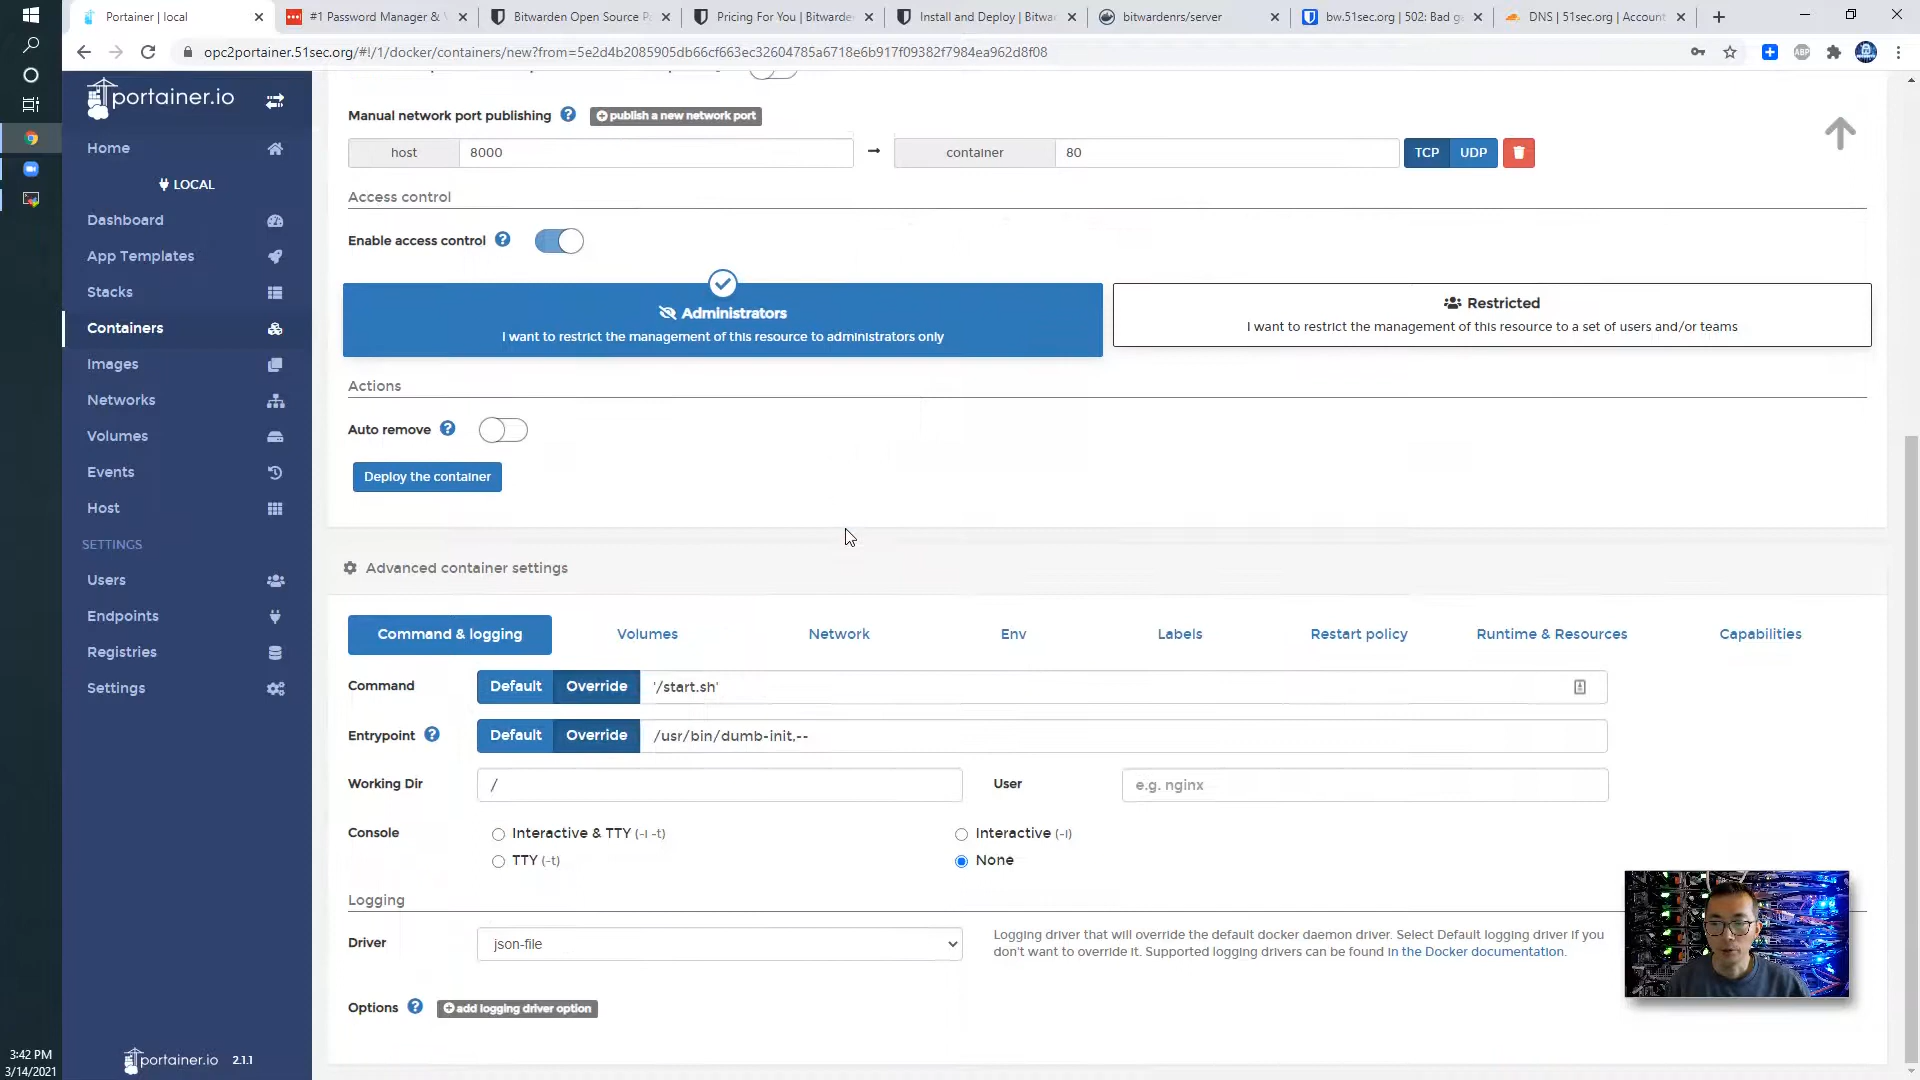 Portainer | local
#1 Password Manager &
Bitwarden Open Source P
Pricing For You | Bitwarde
Install and Deploy | Bitwa
bitwardenrs/server
bw.51sec.org | 502: Bad g
DNS | 51sec.org | Account
opc2portainer.51sec.org/#!/1/docker/containers/new?from=5e2d4b2085905db66cf663ec32604785a6718e6b917f09382f7984ea962d8f08
ABP
portainer.io
Home
LOCAL
Dashboard
App Templates
Stacks
Containers
Images
Networks
Volumes
Events
Host
SETTINGS
Users
Endpoints
Registries
Settings
portainer.io 2.1.1
3:42 PM
3/14/2021
Manual network port publishing publish a new network port
host 8000 → container 80 TCP UDP
Access control
Enable access control
Administrators
I want to restrict the management of this resource to administrators only
Restricted
I want to restrict the management of this resource to a set of users and/or teams
Actions
Auto remove
Deploy the container
Advanced container settings
Command & logging Volumes Network Env Labels Restart policy Runtime & Resources Capabilities
Command Default Override '/start.sh'
Entrypoint Default Override /usr/bin/dumb-init,--
Working Dir / User e.g. nginx
Console Interactive & TTY (-i -t) Interactive (-i)
TTY (-t) None
Logging
Driver json-file
Logging driver that will override the default docker daemon driver. Select Default logging driver if you
don't want to override it. Supported logging drivers can be found in the Docker documentation.
Options add logging driver option